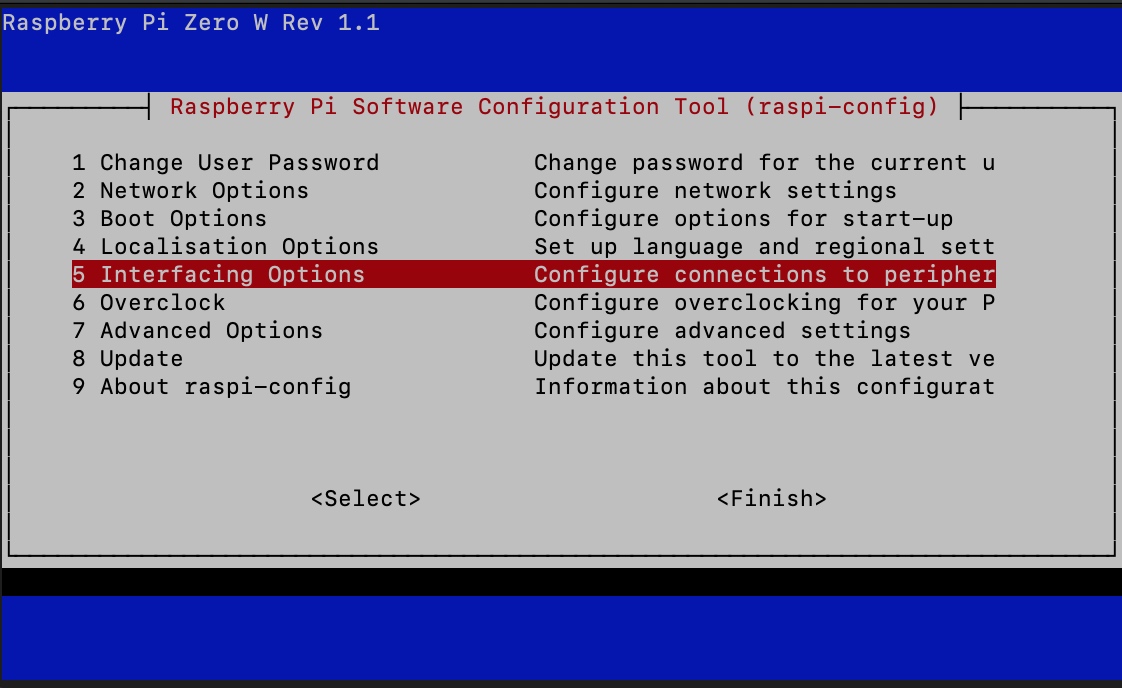 Raspberry Pi Zero W Rev 1.1
Raspberry Pi Software Configuration Tool (raspi-config)
1 Change User Password Change password for the current u
2 Network Options Configure network settings
3 Boot Options Configure options for start-up
4 Localisation Options Set up language and regional sett
5 Interfacing Options Configure connections to peripher
6 Overclock Configure overclocking for your P
7 Advanced Options Configure advanced settings
8 Update Update this tool to the latest ve
9 About raspi-config Information about this configurat
<Select> <Finish>